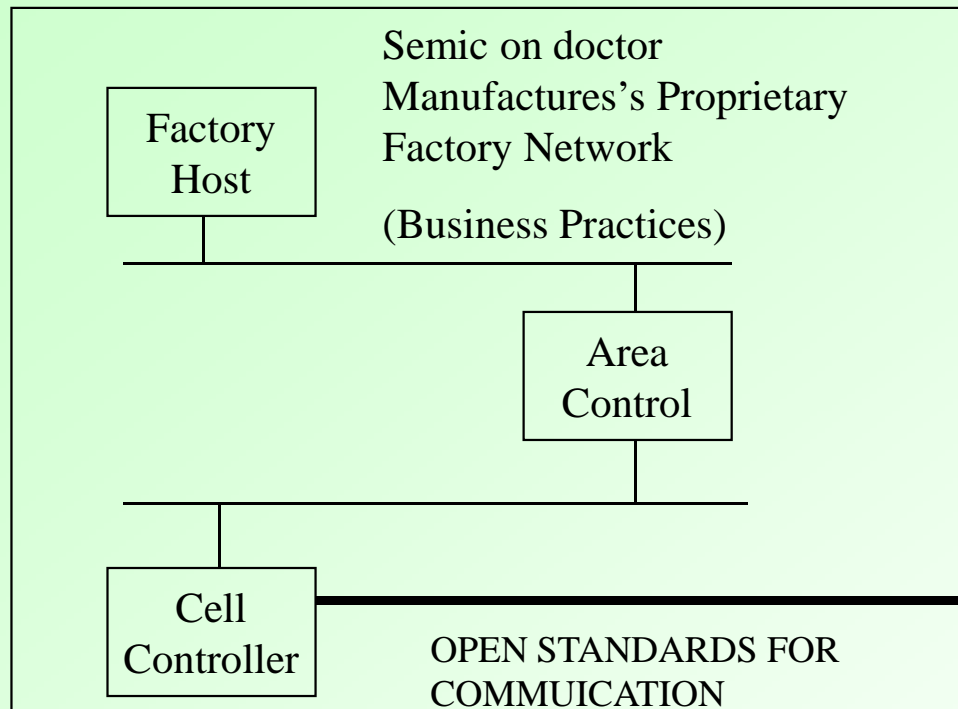 Semic on doctor
Manufactures's Proprietary
Factory Network
(Business Practices)
Factory
Host
Area
Control
Cell
Controller
OPEN STANDARDS FOR
COMMUICATION